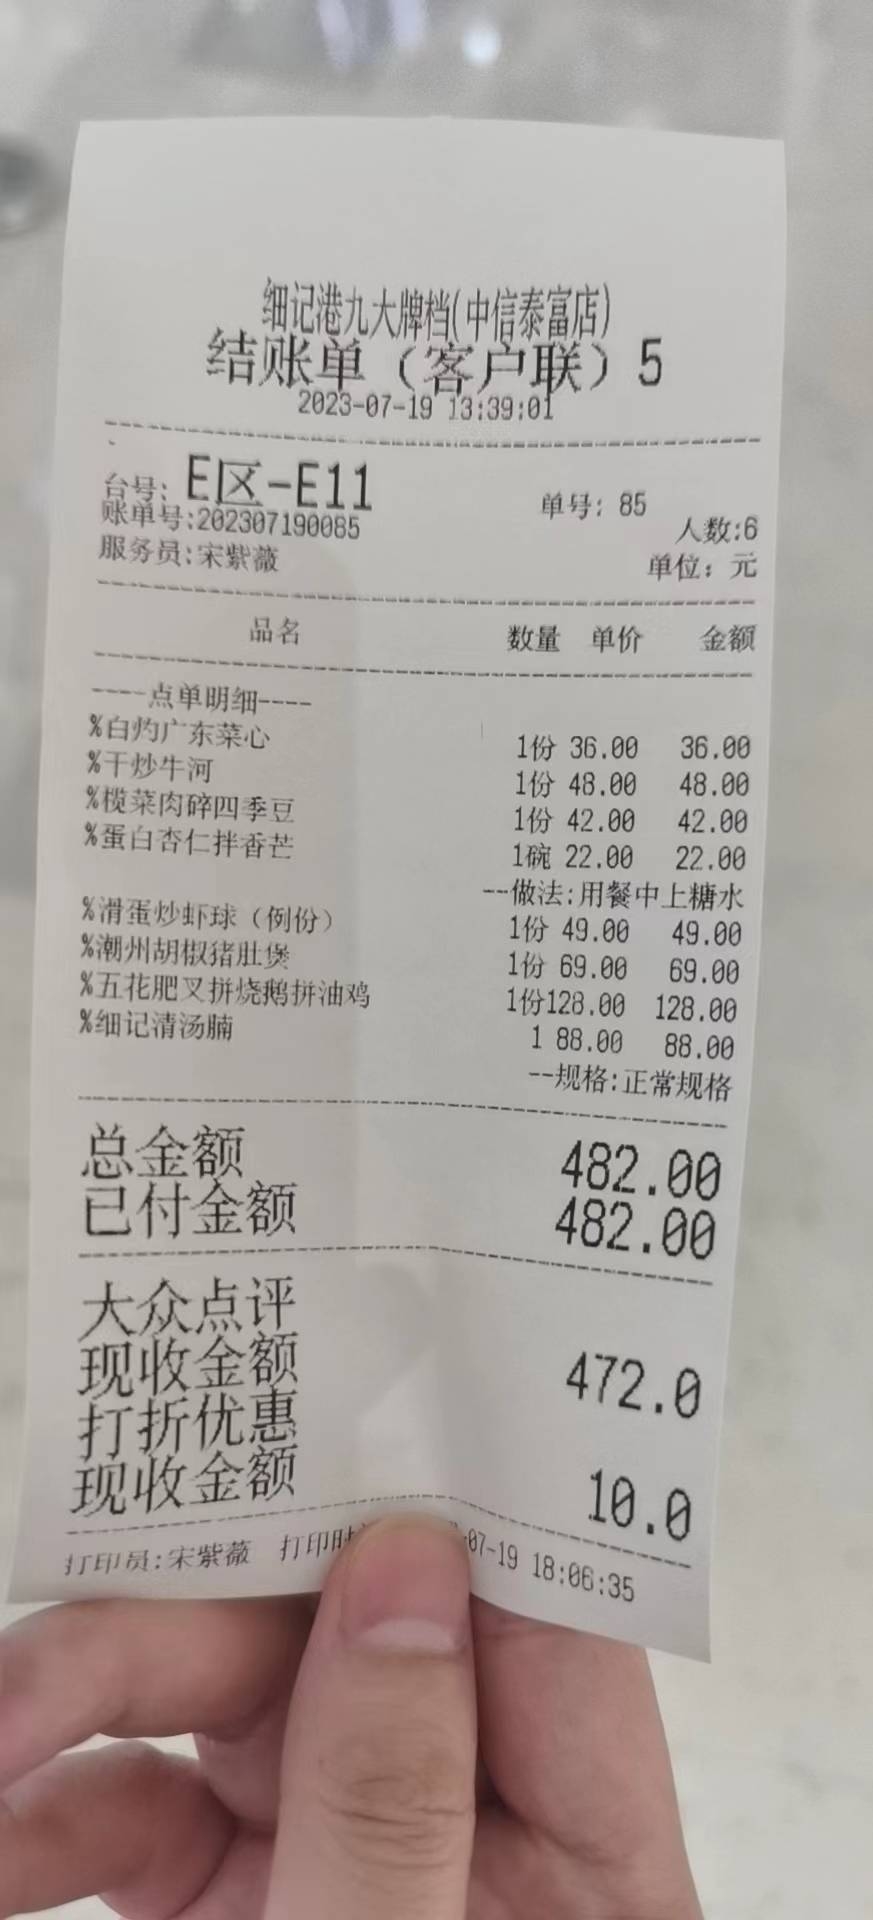 细记港九大牌档(中信泰富店)
结账单（客户联）5
2023-07-19 13:39:01
台号: E区-E11 单号: 85
账单号:202307190085 人数:6
服务员:宋紫薇 单位: 元
品名 数量 单价 金额
----点单明细----
%白灼广东菜心 1份 36.00 36.00
%干炒牛河 1份 48.00 48.00
%榄菜肉碎四季豆 1份 42.00 42.00
%蛋白杏仁拌香芒 1碗 22.00 22.00
--做法:用餐中上糖水
%滑蛋炒虾球（例份） 1份 49.00 49.00
%潮州胡椒猪肚煲 1份 69.00 69.00
%五花肥叉拼烧鹅拼油鸡 1份128.00 128.00
%细记清汤腩 1 88.00 88.00
--规格:正常规格
总金额 482.00
已付金额 482.00
大众点评
现收金额 472.0
打折优惠
现收金额 10.0
打印员:宋紫薇 打印时 -07-19 18:06:35